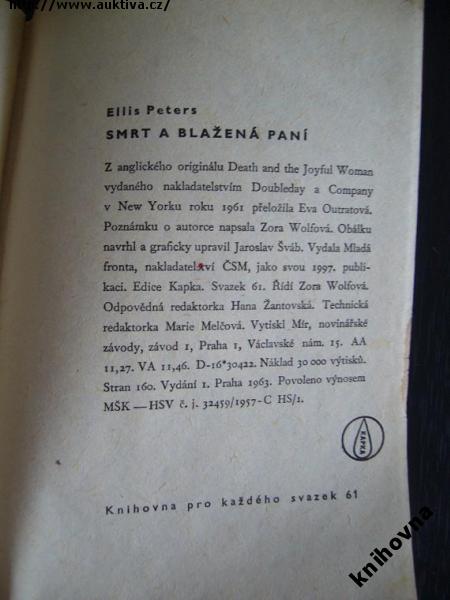 http://www.auktiva.cz/
Ellis Peters
SMRT A BLAŽENÁ PANÍ
Z anglického originálu Death and the Joyful Woman
vydaného nakladatelstvím Doubleday a Company
v New Yorku roku 1961 přeložila Eva Outratová.
Poznámku o autorce napsala Zora Wolfová. Obálku
navrhl a graficky upravil Jaroslav Šváb. Vydala Mladá
fronta, nakladatelství ČSM, jako svou 1997. publi-
kaci. Edice Kapka. Svazek 61. Řídí Zora Wolfová.
Odpovědná redaktorka Hana Žantovská. Technická
redaktorka Marie Melčová. Vytiskl Mír, novinářské
závody, závod 1, Praha 1, Václavské nám. 15. AA
11,27. VA 11,46. D-16*30422. Náklad 30 000 výtisků.
Stran 160. Vydání 1. Praha 1963. Povoleno výnosem
MŠK — HSV č. j. 32459/1957-C HS/1.
KAPKA
Knihovna pro každého svazek 61
knihovna